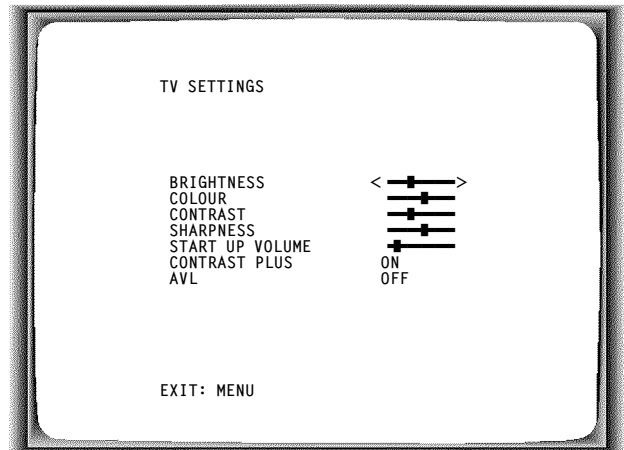 TV SETTINGS
BRIGHTNESS < >
COLOUR
CONTRAST
SHARPNESS
START UP VOLUME
CONTRAST PLUS ON
AVL OFF
EXIT: MENU